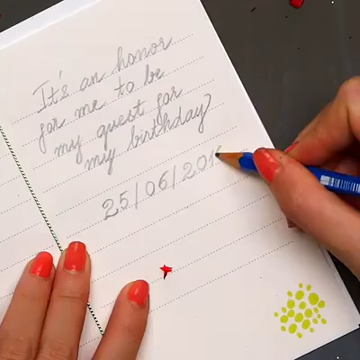 It's an honor
for me to be
my guest for
my birthday
25/06/201